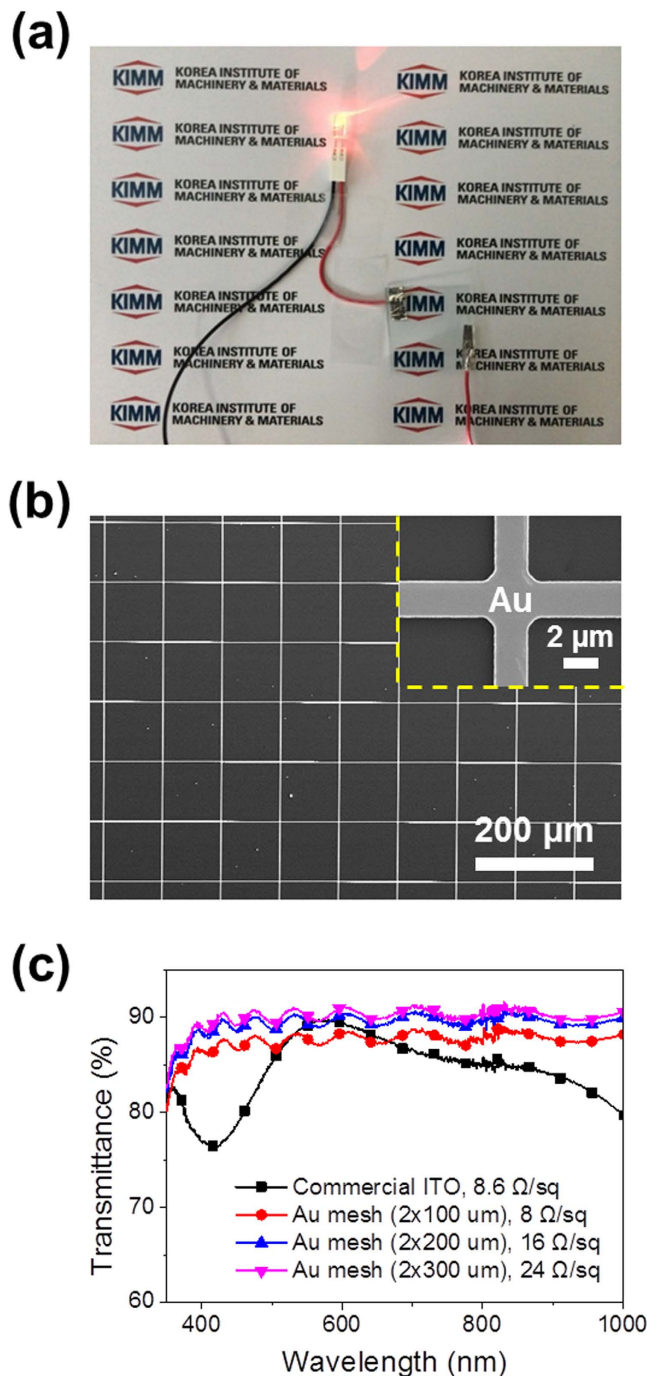 (a)
KIMM KOREA INSTITUTE OF
MACHINERY & MATERIALS
KIMM KOREA INSTITUTE OF
MACHINERY & MATERIALS
KIMM KOREA INSTITUTE OF
MACHINERY & MATERIALS
KIMM KOREA INSTITUTE OF
MACHINERY & MATERIALS
KIMM KOREA INSTITUTE OF
MACHINERY & MATERIALS
KIMM KOREA INSTITUTE OF
MACHINERY & MATERIALS
KIMM KOREA INSTITUTE OF
MACHINERY & MATERIALS
KIMM KOREA INSTITUTE OF
MACHINERY & MATERIALS
KIMM KOREA INSTITUTE OF
MACHINERY & MATERIALS
KIMM KOREA INSTITUTE OF
MACHINERY & MATERIALS
KIMM KOREA INSTITUTE OF
MACHINERY & MATERIALS
KIMM KOREA INSTITUTE OF
MACHINERY & MATERIALS
KIMM KOREA INSTITUTE OF
MACHINERY & MATERIALS
KIMM KOREA INSTITUTE OF
MACHINERY & MATERIALS
(b)
Au
2 µm
200 µm
(c)
Transmittance (%)
90
80
70
60
Commercial ITO, 8.6 Ω/sq
Au mesh (2x100 um), 8 Ω/sq
Au mesh (2x200 um), 16 Ω/sq
Au mesh (2x300 um), 24 Ω/sq
400 600 800 1000
Wavelength (nm)